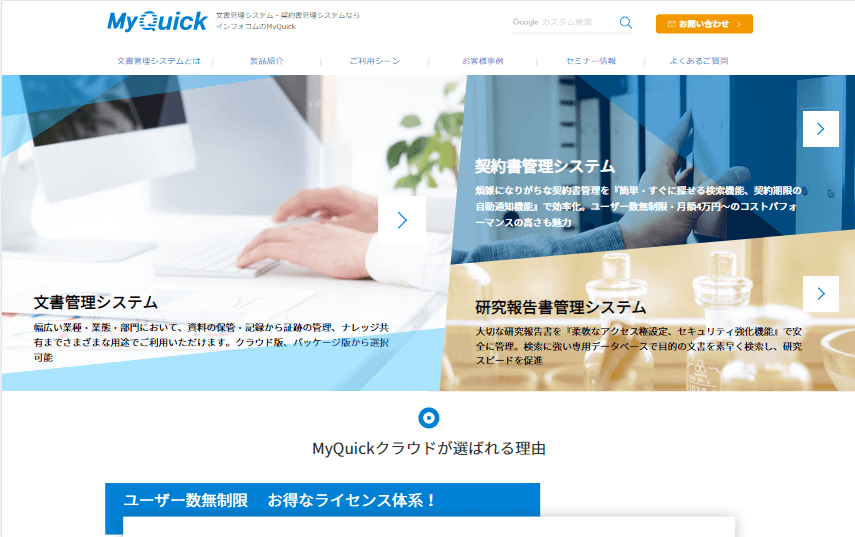 MyQuick
文書管理システム・契約書管理システムなら
インフォコムのMyQuick
Google カスタム検索
お問い合わせ
文書管理システムとは
製品紹介
ご利用シーン
お客様事例
セミナー情報
よくあるご質問
契約書管理システム
煩雑になりがちな契約書管理を『簡単・すぐに探せる検索機能、契約期限の
自動通知機能』で効率化。ユーザー数無制限・月額4万円～のコストパフォ
ーマンスの高さも魅力
文書管理システム
幅広い業種・業態・部門において、資料の保管・記録から証跡の管理、ナレッジ共
有までさまざまな用途でご利用いただけます。クラウド版、パッケージ版から選択
可能
研究報告書管理システム
大切な研究報告書を『柔軟なアクセス権設定、セキュリティ強化機能』で安
全に管理。検索に強い専用データベースで目的の文書を素早く検索し、研究
スピードを促進
MyQuickクラウドが選ばれる理由
ユーザー数無制限　お得なライセンス体系！